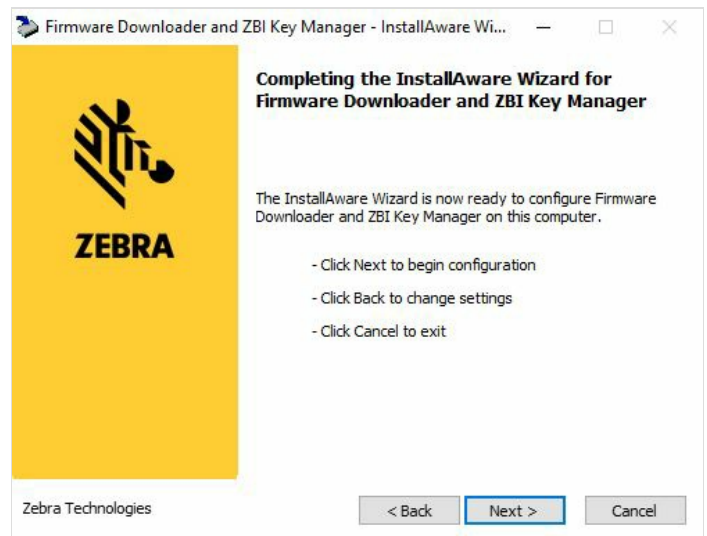 Firmware Downloader and ZBI Key Manager - InstallAware Wi...
Completing the InstallAware Wizard for
Firmware Downloader and ZBI Key Manager
The InstallAware Wizard is now ready to configure Firmware
Downloader and ZBI Key Manager on this computer.
- Click Next to begin configuration
- Click Back to change settings
- Click Cancel to exit
ZEBRA
Zebra Technologies
< Back
Next >
Cancel